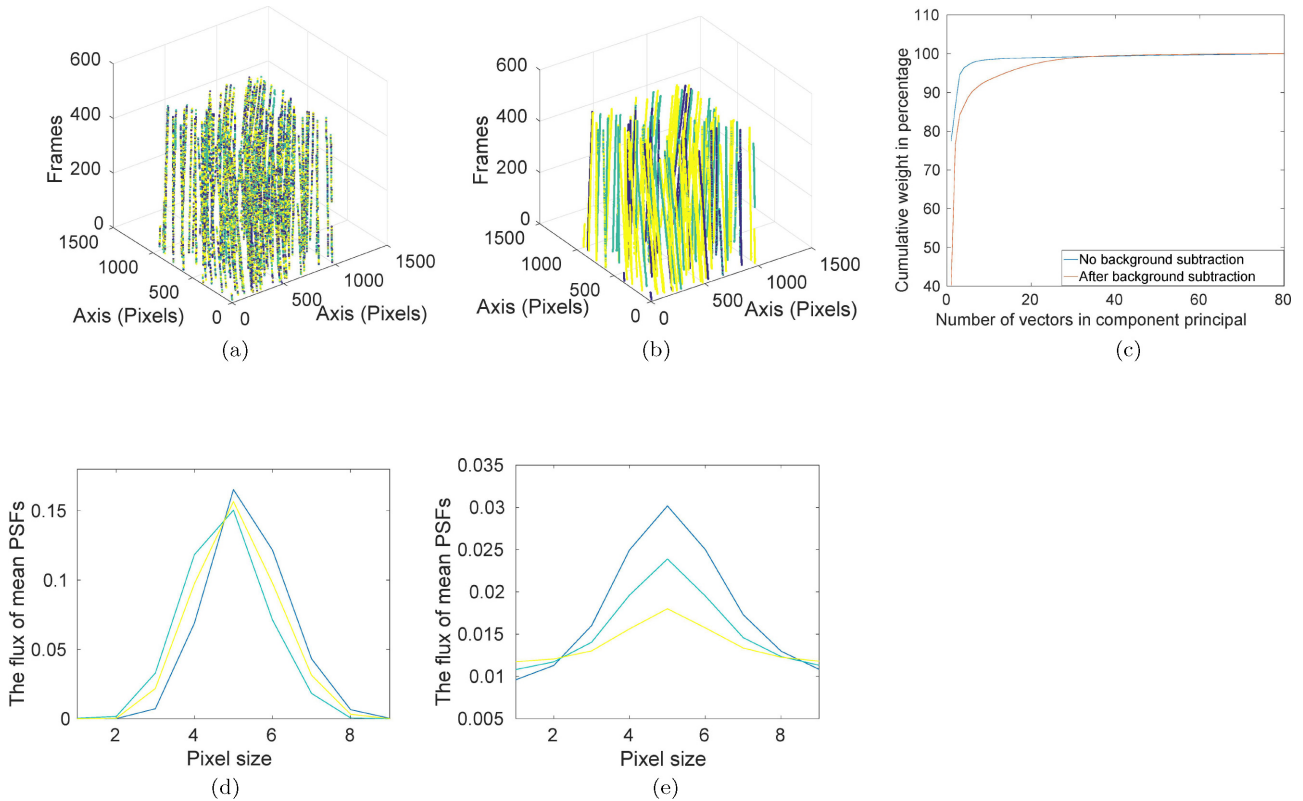 600
400
200
0
Frames
1500
1000
500
0
Axis (Pixels)
0
500
1000
1500
Axis (Pixels)
(a)
600
400
200
0
Frames
1500
1000
500
0
Axis (Pixels)
0
500
1000
1500
Axis (Pixels)
(b)
110
100
90
80
70
60
50
40
Cumulative weight in percentage
No background subtraction
After background subtraction
0 20 40 60 80
Number of vectors in component principal
(c)
0.15
0.1
0.05
0
The flux of mean PSFs
2 4 6 8
Pixel size
(d)
0.035
0.03
0.025
0.02
0.015
0.01
0.005
The flux of mean PSFs
2 4 6 8
Pixel size
(e)